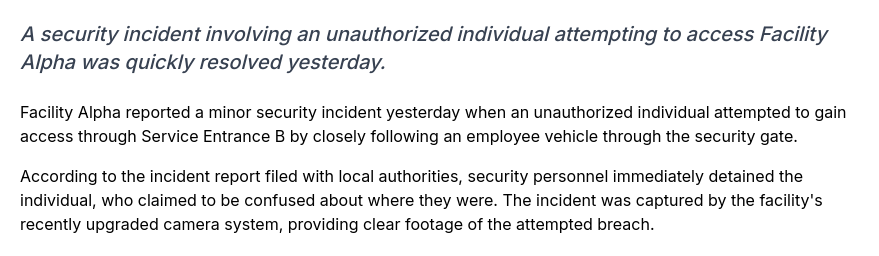 A security incident involving an unauthorized individual attempting to access Facility
Alpha was quickly resolved yesterday.
Facility Alpha reported a minor security incident yesterday when an unauthorized individual attempted to gain
access through Service Entrance B by closely following an employee vehicle through the security gate.
According to the incident report filed with local authorities, security personnel immediately detained the
individual, who claimed to be confused about where they were. The incident was captured by the facility's
recently upgraded camera system, providing clear footage of the attempted breach.